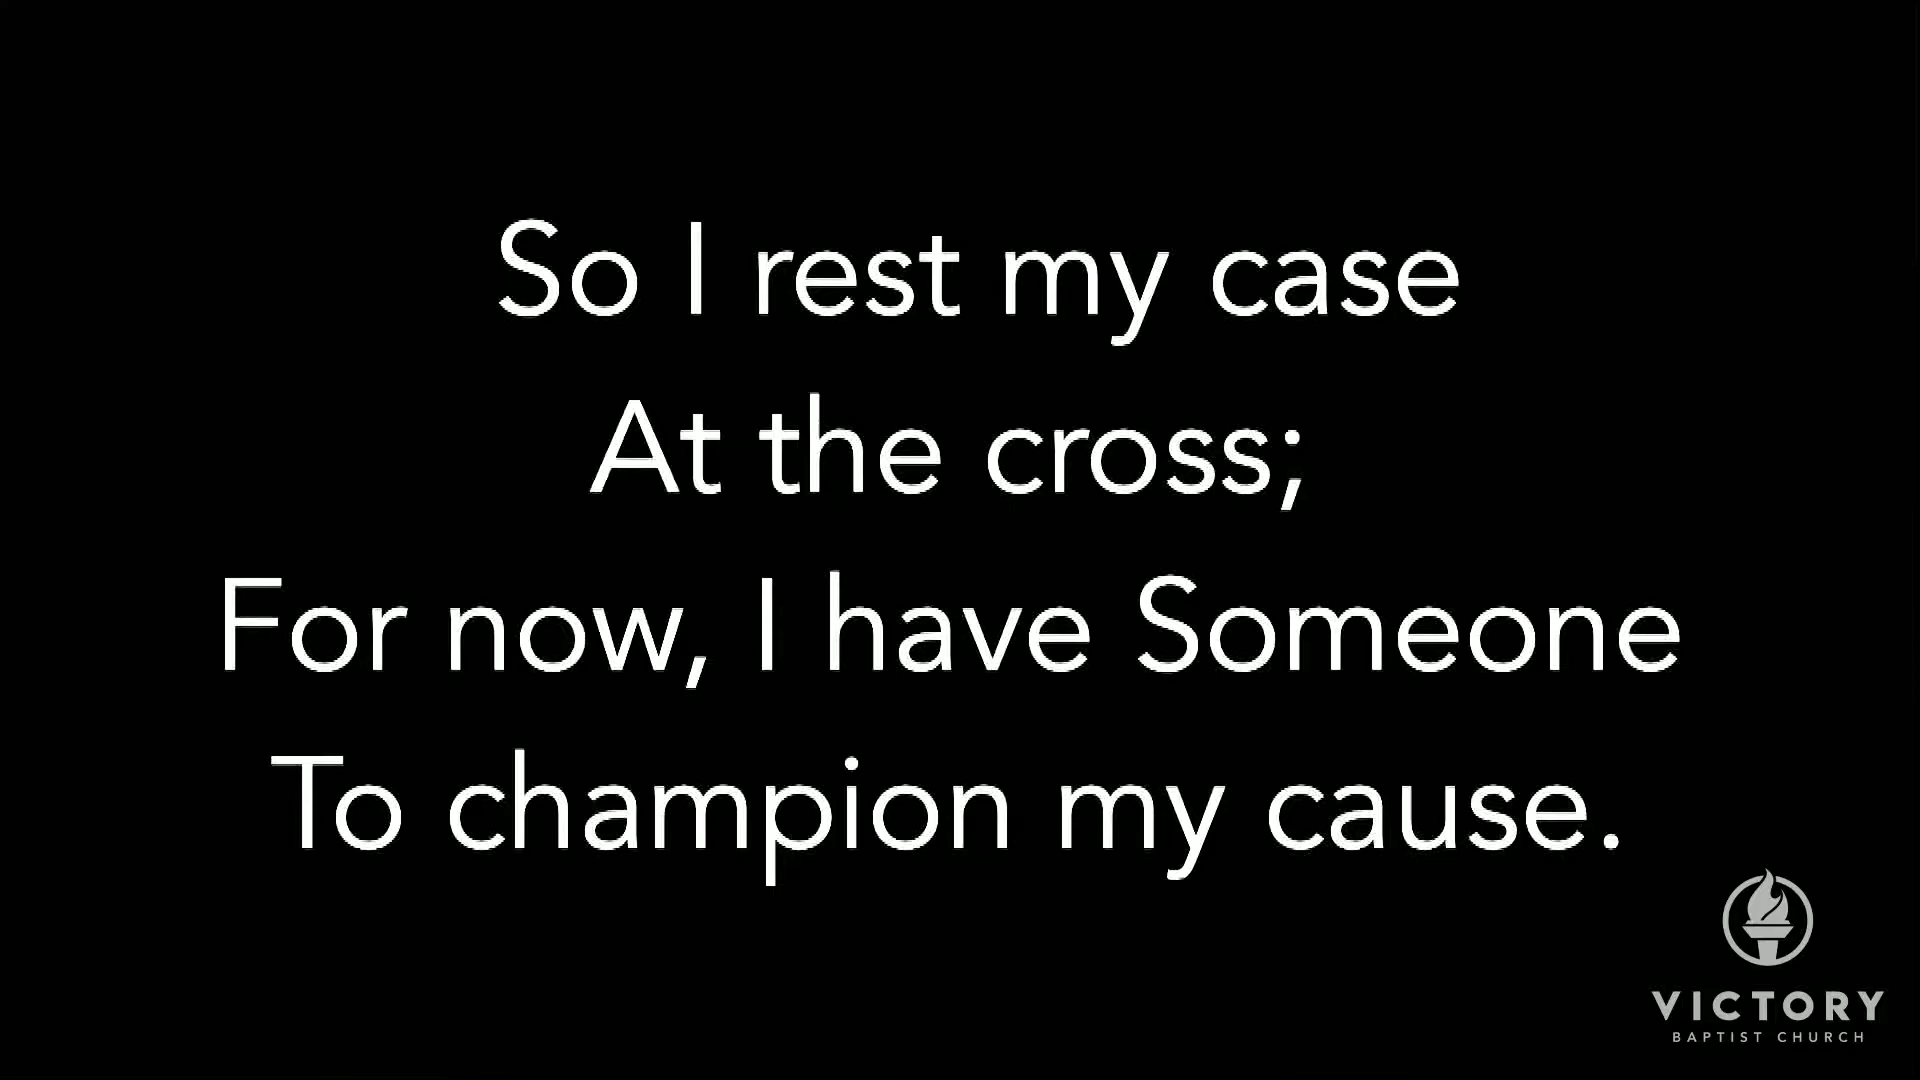 So I rest my case
At the cross;
For now, I have Someone
To champion my cause.
VICTORY
BAPTIST CHURCH